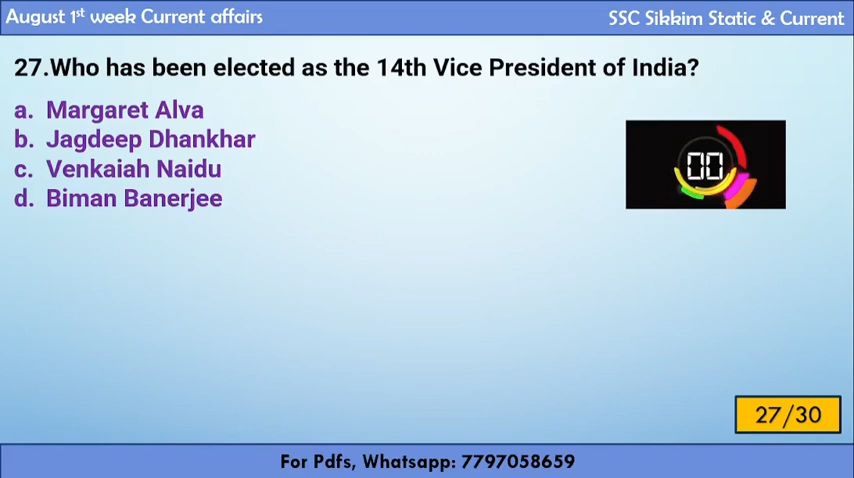 August 1st week Current affairs
SSC Sikkim Static & Current
27.Who has been elected as the 14th Vice President of India?
a. Margaret Alva
b. Jagdeep Dhankhar
c. Venkaiah Naidu
d. Biman Banerjee
00
27/30
For Pdfs, Whatsapp: 7797058659